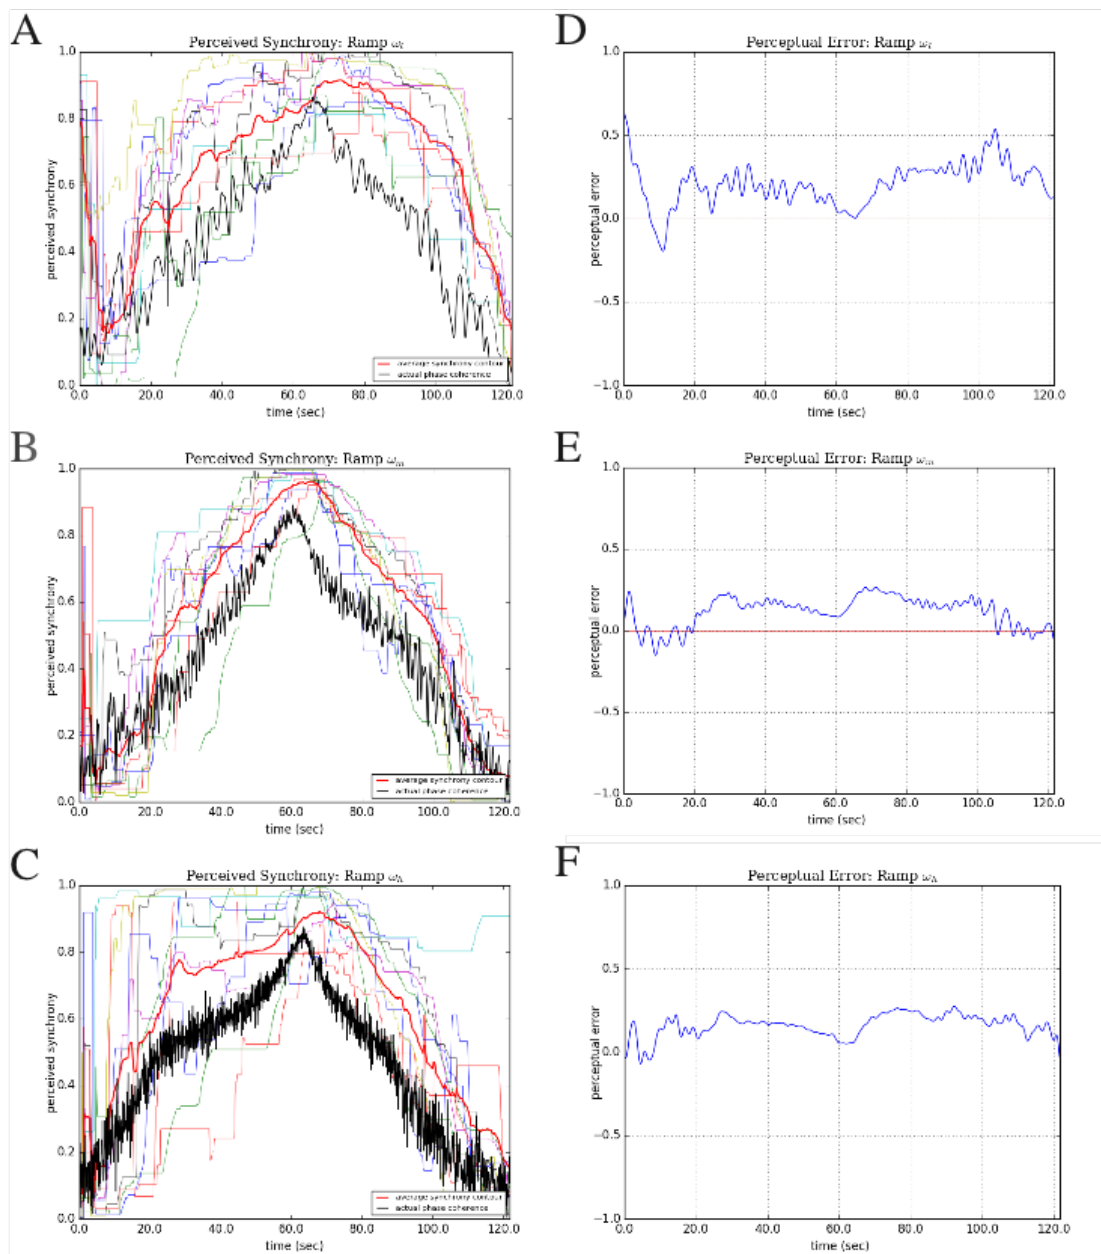 A
Perceived Synchrony: Ramp ωₗ
perceived synchrony
1.0
0.8
0.6
0.4
0.2
0.0
average synchrony contour
actual phase coherence
0.0 20.0 40.0 60.0 80.0 100.0 120.0
time (sec)
D
Perceptual Error: Ramp ωₗ
perceptual error
1.0
0.5
0.0
−0.5
−1.0
0.0 20.0 40.0 60.0 80.0 100.0 120.0
time (sec)
B
Perceived Synchrony: Ramp ωₘ
perceived synchrony
1.0
0.8
0.6
0.4
0.2
0.0
average synchrony contour
actual phase coherence
0.0 20.0 40.0 60.0 80.0 100.0 120.0
time (sec)
E
Perceptual Error: Ramp ωₘ
perceptual error
1.0
0.5
0.0
−0.5
−1.0
0.0 20.0 40.0 60.0 80.0 100.0 120.0
time (sec)
C
Perceived Synchrony: Ramp ωₕ
perceived synchrony
1.0
0.8
0.6
0.4
0.2
0.0
average synchrony contour
actual phase coherence
0.0 20.0 40.0 60.0 80.0 100.0 120.0
time (sec)
F
Perceptual Error: Ramp ωₕ
perceptual error
1.0
0.5
0.0
−0.5
−1.0
0.0 20.0 40.0 60.0 80.0 100.0 120.0
time (sec)